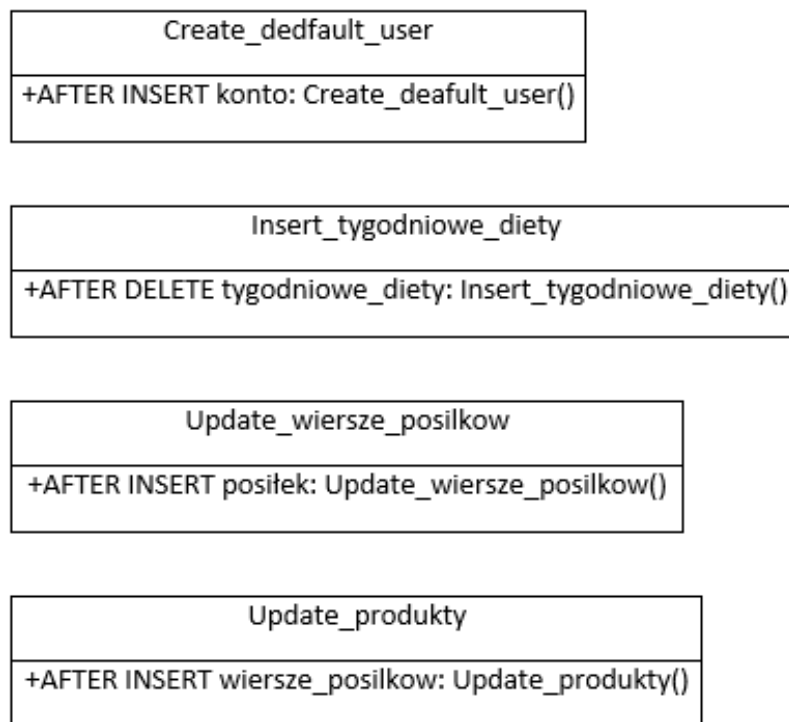 Create_dedfault_user
+AFTER INSERT konto: Create_deafult_user()
Insert_tygodniowe_diety
+AFTER DELETE tygodniowe_diety: Insert_tygodniowe_diety()
Update_wiersze_posilkow
+AFTER INSERT posiłek: Update_wiersze_posilkow()
Update_produkty
+AFTER INSERT wiersze_posilkow: Update_produkty()